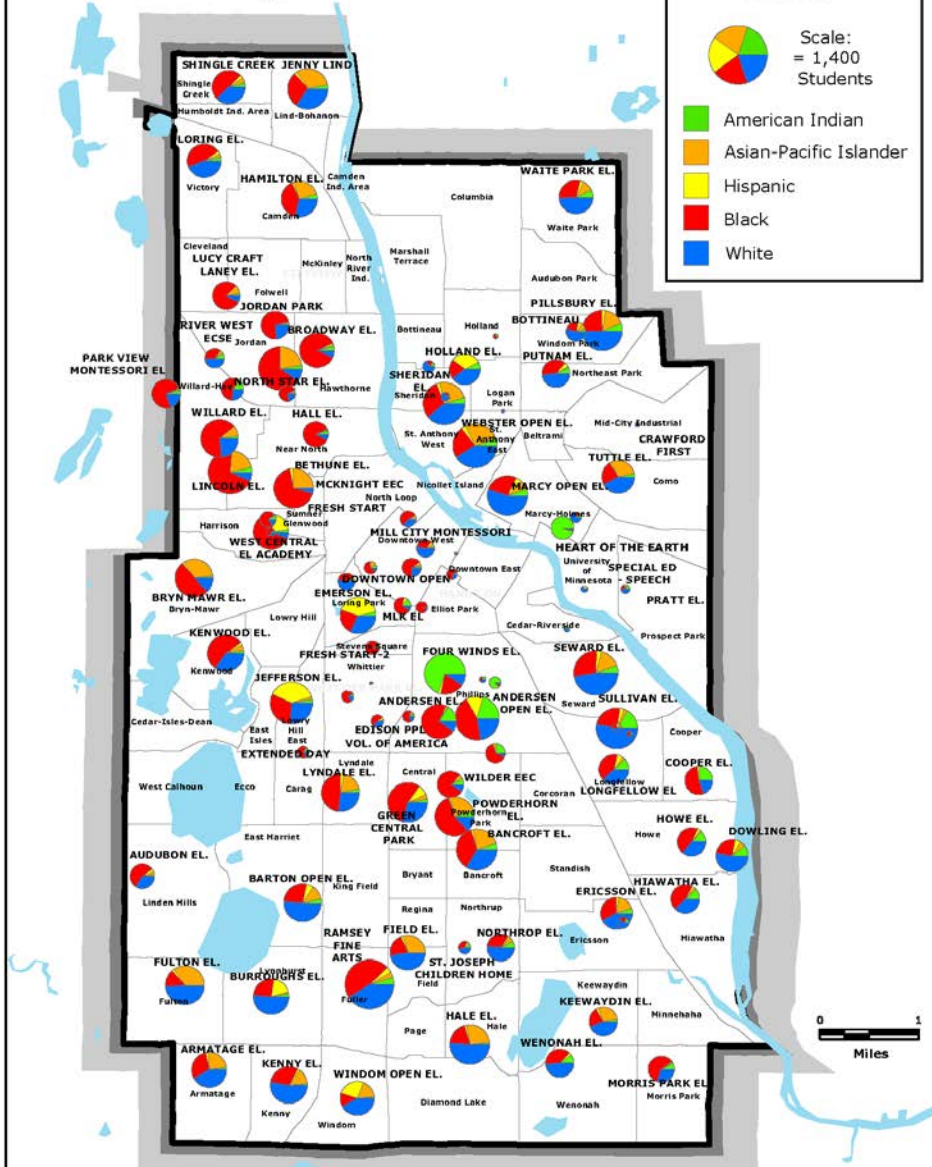 Scale:
= 1,400
Students
American Indian
Asian-Pacific Islander
Hispanic
Black
White
SHINGLE CREEK
JENNY LIND
Shingle
Creek
Humboldt Ind. Area
Lind-Bohanon
LORING EL.
Victory
HAMILTON EL.
Camden
Camden
Ind. Area
Columbia
WAITE PARK EL.
Waite Park
Cleveland
LUCY CRAFT
LANEY EL.
Folwell
McKinley
North
River
Ind.
Marshall
Terrace
Audubon Park
JORDAN PARK
RIVER WEST
ECSE
Jordan
BROADWAY EL.
Bottineau
Holland
PILLSBURY EL.
BOTTINEAU
Windom Park
PARK VIEW
MONTESSORI EL
Willard-Hay
NORTH STAR EL.
Hawthorne
HOLLAND EL.
SHERIDAN
EL.
Sheridan
Logan
Park
PUTNAM EL.
Northeast Park
WILLARD EL.
HALL EL.
Near North
St. Anthony
West
WEBSTER OPEN EL.
St.
Anthony
East
Beltrami
Mid-City Industrial
CRAWFORD
FIRST
LINCOLN EL.
BETHUNE EL.
MCKNIGHT EEC
North Loop
Nicollet Island
MARCY OPEN EL.
TUTTLE EL.
Como
FRESH START
Sumner
Glenwood
Harrison
WEST CENTRAL
EL ACADEMY
MILL CITY MONTESSORI
Downtown West
Marcy-Holmes
HEART OF THE EARTH
University
of
Minnesota
SPECIAL ED
- SPEECH
BRYN MAWR EL.
Bryn-Mawr
DOWNTOWN OPEN
Downtown East
EMERSON EL.
Loring Park
MLK EL
Elliot Park
PRATT EL.
Prospect Park
Lowry Hill
Cedar-Riverside
KENWOOD EL.
Kenwood
Stevens Square
FRESH START-2
Whittier
FOUR WINDS EL.
Phillips
SEWARD EL.
Seward
JEFFERSON EL.
Lowry
Hill
East
ANDERSEN EL.
ANDERSEN
OPEN EL.
SULLIVAN EL.
Cedar-Isles-Dean
East
Isles
EDISON PPL
VOL. OF AMERICA
Cooper
EXTENDED DAY
Lyndale
LYNDALE EL.
Central
WILDER EEC
Corcoran
Longfellow
LONGFELLOW EL
COOPER EL.
West Calhoun
Ecco
Carag
GREEN
CENTRAL
PARK
POWDERHORN
EL.
Powderhorn
Park
East Harriet
BANCROFT EL.
Bancroft
Howe
HOWE EL.
DOWLING EL.
AUDUBON EL.
Linden Hills
BARTON OPEN EL.
King Field
Bryant
Standish
ERICSSON EL.
Ericsson
HIAWATHA EL.
Hiawatha
Regina
Northrup
RAMSEY
FINE
ARTS
FIELD EL.
NORTHROP EL.
ST. JOSEPH
CHILDREN HOME
Field
FULTON EL.
Fulton
Lynnhurst
BURROUGHS EL.
Fuller
Keewaydin
KEEWAYDIN EL.
Minnehaha
Page
HALE EL.
Hale
0
1
Miles
ARMATAGE EL.
Armatage
KENNY EL.
Kenny
WINDOM OPEN EL.
Windom
Diamond Lake
WENONAH EL.
Wenonah
MORRIS PARK EL
Morris Park